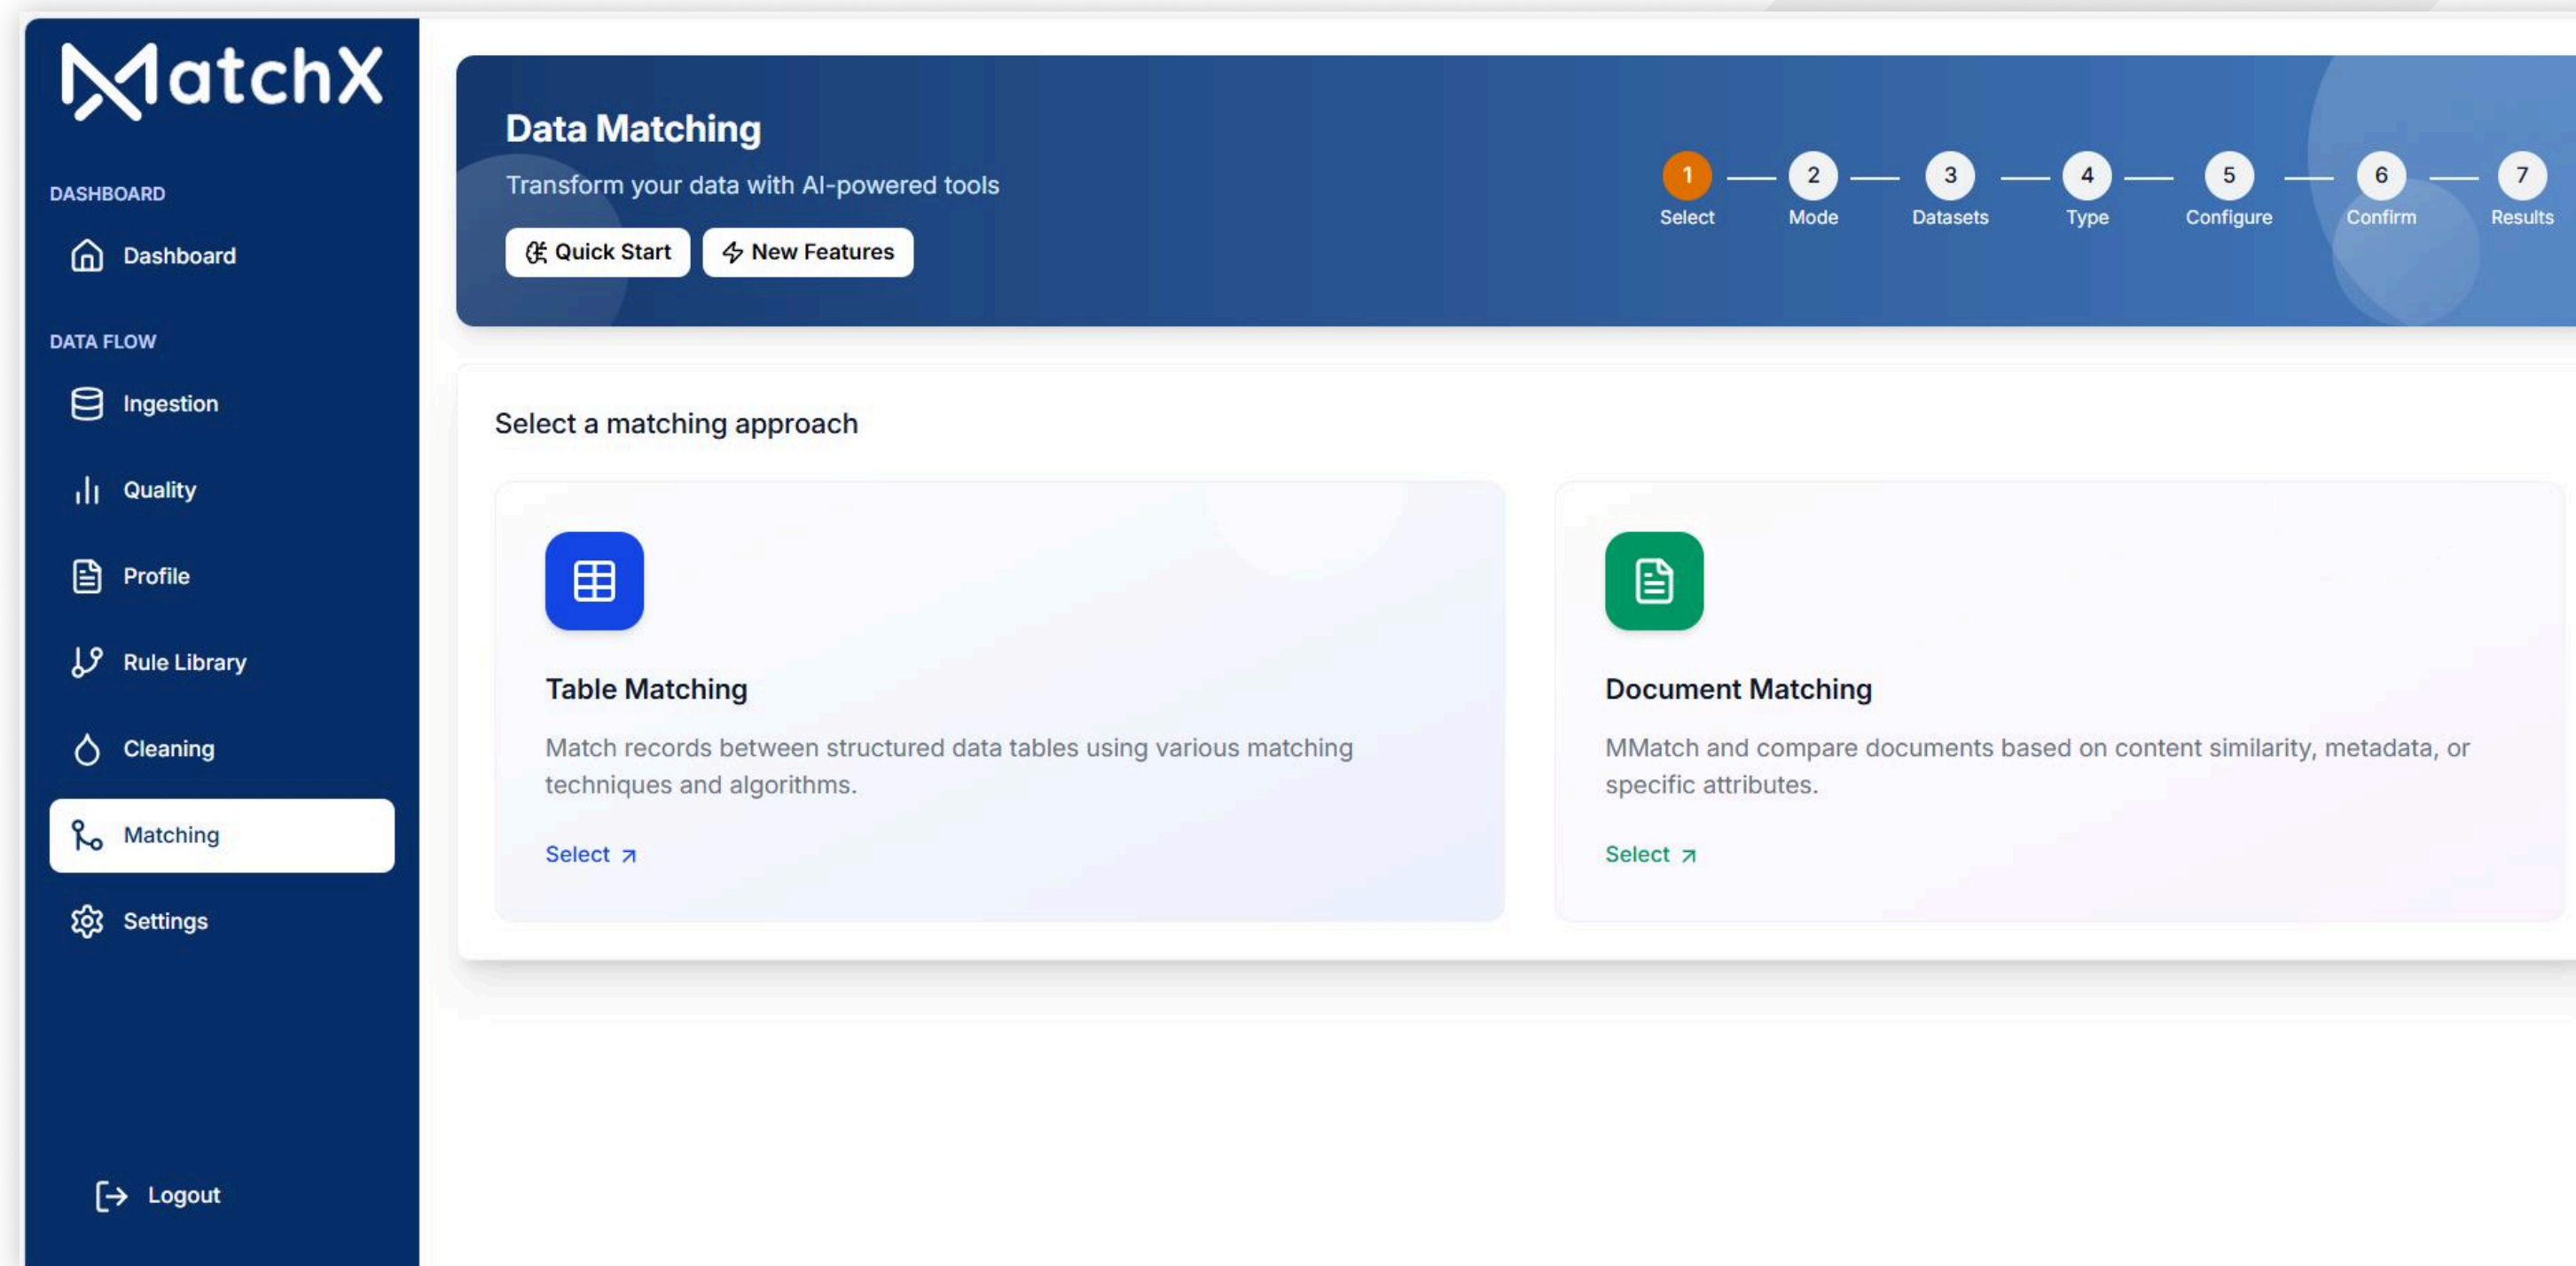 MatchX
DASHBOARD
Dashboard
DATA FLOW
Ingestion
Quality
Profile
Rule Library
Cleaning
Matching
Settings
Logout
Data Matching
Transform your data with AI-powered tools
Quick Start
New Features
1
Select
2
Mode
3
Datasets
4
Type
5
Configure
6
Confirm
7
Results
Select a matching approach
Table Matching
Match records between structured data tables using various matching
techniques and algorithms.
Select
Document Matching
MMatch and compare documents based on content similarity, metadata, or
specific attributes.
Select